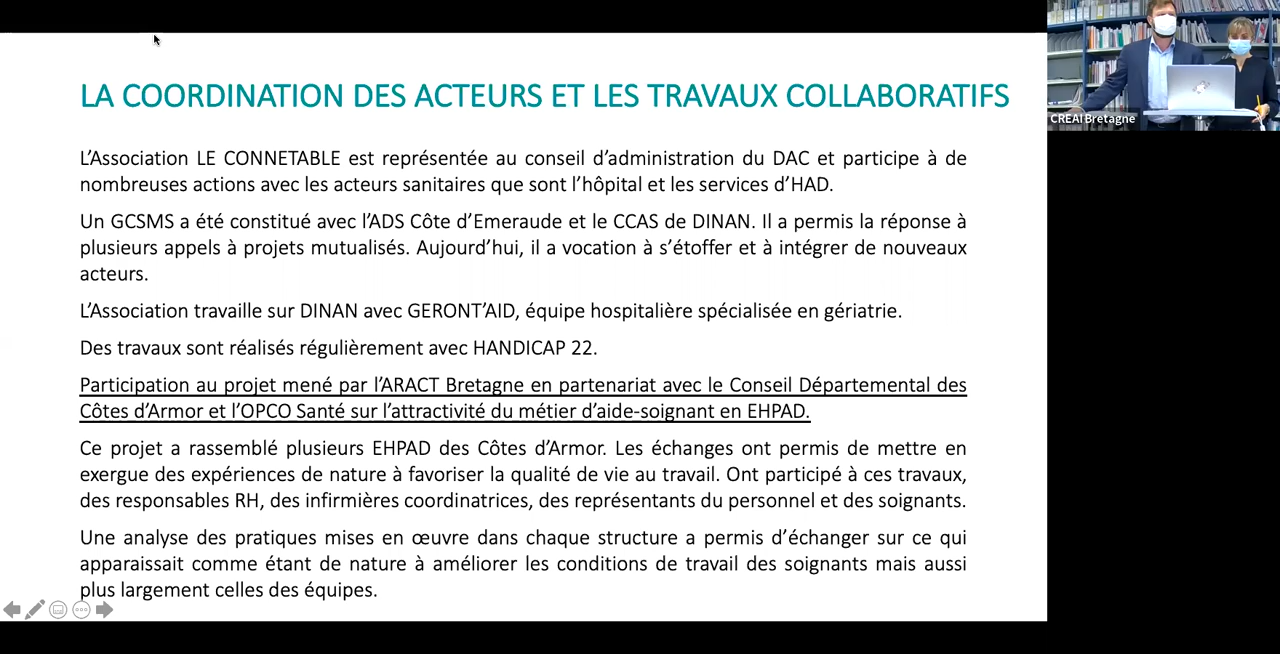 LA COORDINATION DES ACTEURS ET LES TRAVAUX COLLABORATIFS
CREAI Bretagne
L’Association LE CONNETABLE est représentée au conseil d’administration du DAC et participe à de
nombreuses actions avec les acteurs sanitaires que sont l’hôpital et les services d’HAD.
Un GCSMS a été constitué avec l’ADS Côte d’Emeraude et le CCAS de DINAN. Il a permis la réponse à
plusieurs appels à projets mutualisés. Aujourd’hui, il a vocation à s’étoffer et à intégrer de nouveaux
acteurs.
L’Association travaille sur DINAN avec GERONT’AID, équipe hospitalière spécialisée en gériatrie.
Des travaux sont réalisés régulièrement avec HANDICAP 22.
Participation au projet mené par l’ARACT Bretagne en partenariat avec le Conseil Départemental des
Côtes d’Armor et l’OPCO Santé sur l’attractivité du métier d’aide-soignant en EHPAD.
Ce projet a rassemblé plusieurs EHPAD des Côtes d’Armor. Les échanges ont permis de mettre en
exergue des expériences de nature à favoriser la qualité de vie au travail. Ont participé à ces travaux,
des responsables RH, des infirmières coordinatrices, des représentants du personnel et des soignants.
Une analyse des pratiques mises en œuvre dans chaque structure a permis d’échanger sur ce qui
apparaissait comme étant de nature à améliorer les conditions de travail des soignants mais aussi
plus largement celles des équipes.